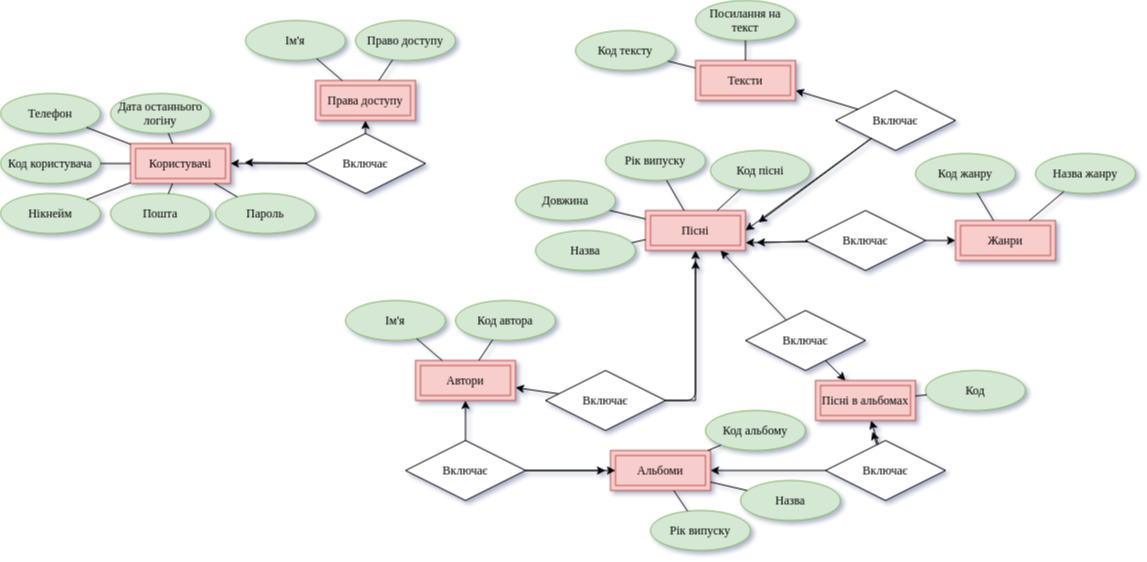 Посилання на
текст
Ім'я
Право доступу
Код тексту
Тексти
Права доступу
Телефон
Дата останнього
логіну
Включає
Код користувача
Користувачі
Включає
Рік випуску
Код пісні
Код жанру
Назва жанру
Довжина
Нікнейм
Пошта
Пароль
Пісні
Включає
Жанри
Назва
Ім'я
Код автора
Включає
Автори
Включає
Пісні в альбомах
Код
Код альбому
Включає
Альбоми
Включає
Назва
Рік випуску